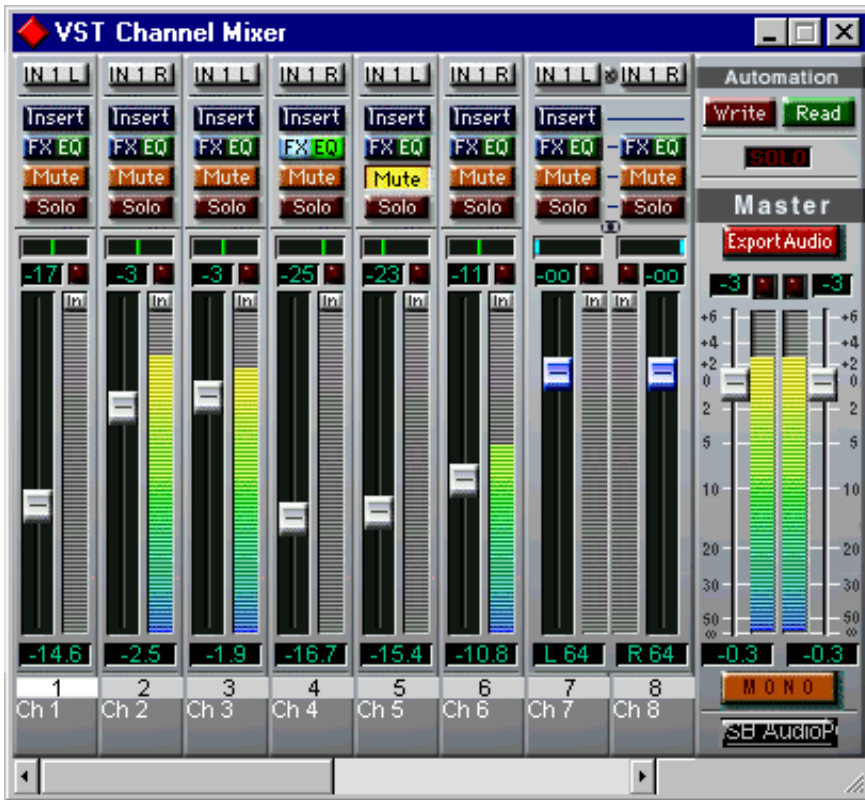 VST Channel Mixer
IN 1 L IN 1 R IN 1 L IN 1 R IN 1 L IN 1 R IN 1 L IN 1 R Automation
Insert Insert Insert Insert Insert Insert Insert Write Read
FX EQ FX EQ FX EQ FX EQ FX EQ FX EQ FX EQ FX EQ
Mute Mute Mute Mute Mute Mute Mute Mute SOLO
Solo Solo Solo Solo Solo Solo Solo Solo Master
Export Audio
-17 -3 -3 -25 -23 -11 -oo -oo -3 -3
In In In In In In In In
+6 +6
+4 +4
+2 +2
0 0
2 2
5 5
10 10
20 20
30 30
50 50
∞ ∞
-14.6 -2.5 -1.9 -16.7 -15.4 -10.8 L 64 R 64 -0.3 -0.3
1 2 3 4 5 6 7 8 MONO
Ch 1 Ch 2 Ch 3 Ch 4 Ch 5 Ch 6 Ch 7 Ch 8
SB AudioP